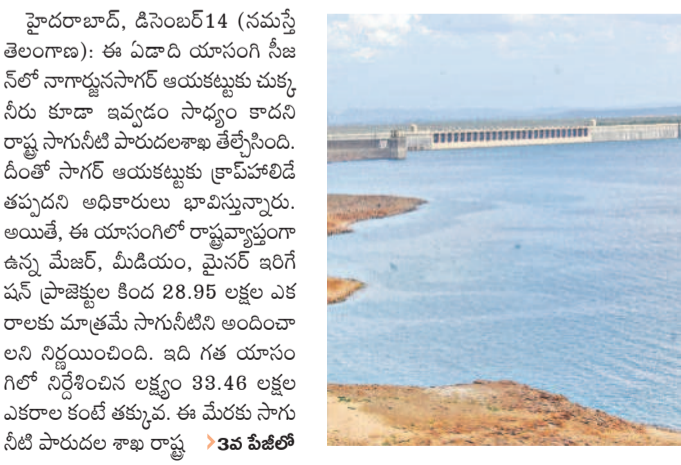 హైదరాబాద్, డిసెంబర్14 (నమస్తే
తెలంగాణ): ఈ ఏడాది యాసంగి సీజ
న్‌లో నాగార్జునసాగర్ ఆయకట్టుకు చుక్క
నీరు కూడా ఇవ్వడం సాధ్యం కాదని
రాష్ట్ర సాగునీటి పారుదలశాఖ తేల్చేసింది.
దీంతో సాగర్ ఆయకట్టుకు క్రాప్‌హాలిడే
తప్పదని అధికారులు భావిస్తున్నారు.
అయితే, ఈ యాసంగిలో రాష్ట్రవ్యాప్తంగా
ఉన్న మేజర్, మీడియం, మైనర్ ఇరిగే
షన్ ప్రాజెక్టుల కింద 28.95 లక్షల ఎక
రాలకు మాత్రమే సాగునీటిని అందించా
లని నిర్ణయించింది. ఇది గత యాసం
గిలో నిర్దేశించిన లక్ష్యం 33.46 లక్షల
ఎకరాల కంటే తక్కువ. ఈ మేరకు సాగు
నీటి పారుదల శాఖ రాష్ట్ర >3వ పేజీలో